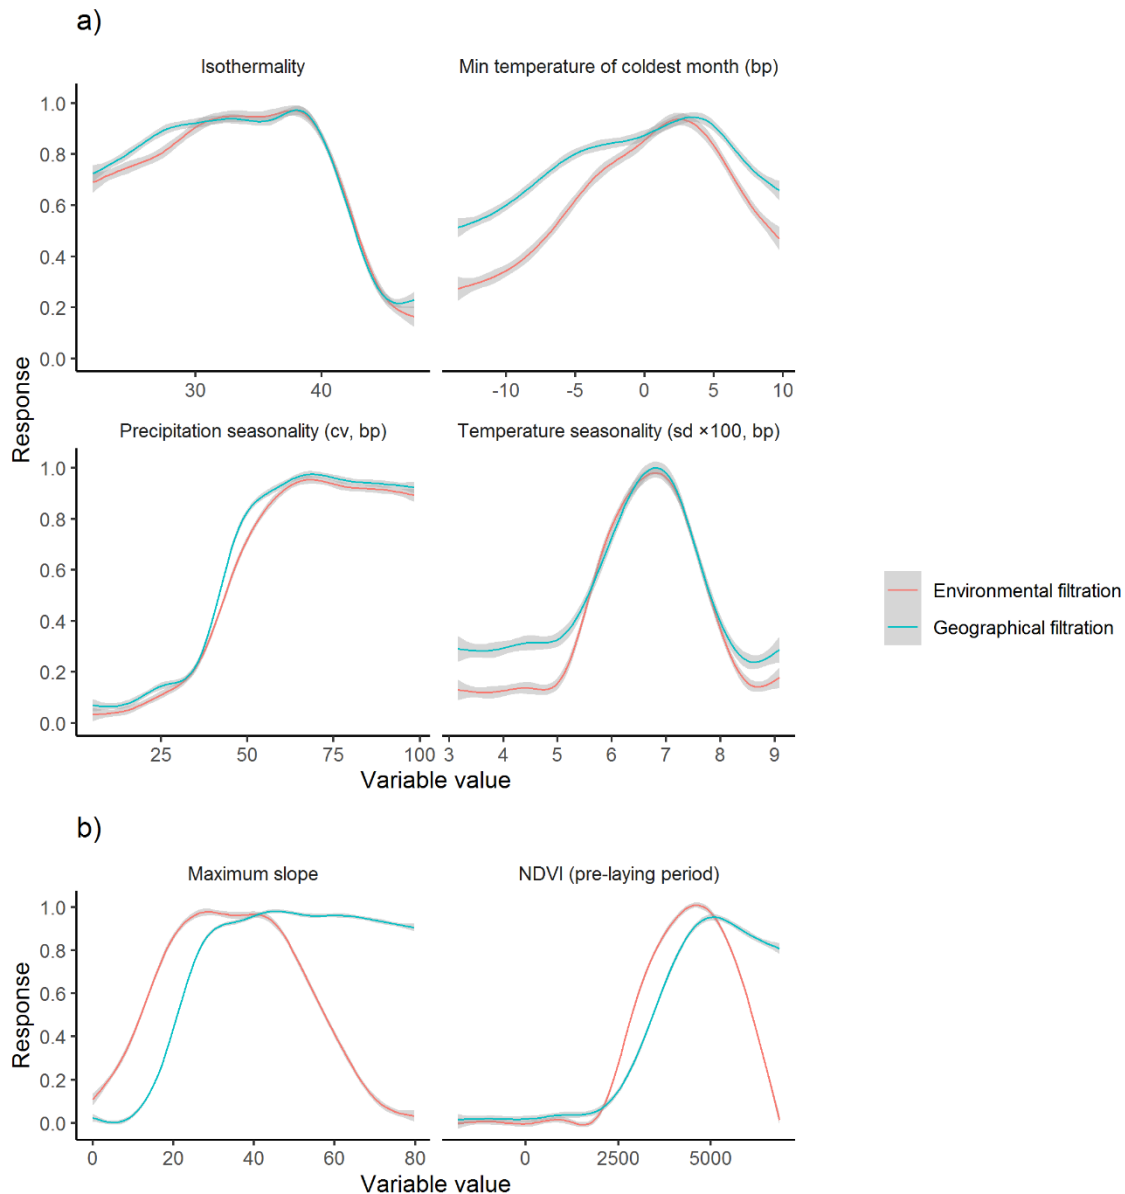 a)
Isothermality
Min temperature of coldest month (bp)
1.0
0.8
0.6
0.4
0.2
0.0
30 40
-10 -5 0 5 10
Response
Precipitation seasonality (cv, bp)
Temperature seasonality (sd ×100, bp)
1.0
0.8
0.6
0.4
0.2
0.0
25 50 75 100
3 4 5 6 7 8 9
Variable value
Environmental filtration
Geographical filtration
b)
Maximum slope
NDVI (pre-laying period)
1.0
0.8
0.6
0.4
0.2
0.0
Response
0 20 40 60 80
0 2500 5000
Variable value